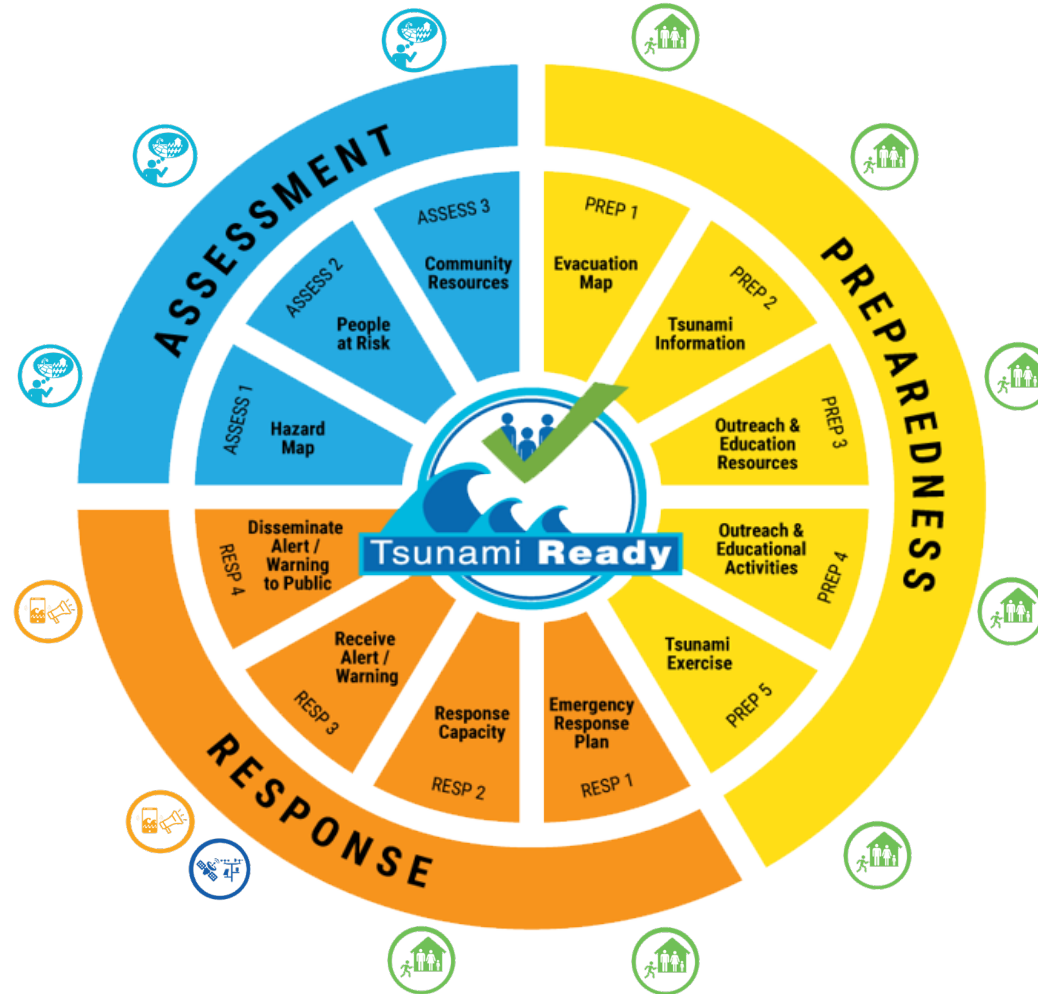 ASSESSMENT
ASSESS 1
Hazard
Map
ASSESS 2
People
at Risk
ASSESS 3
Community
Resources
PREPAREDNESS
PREP 1
Evacuation
Map
PREP 2
Tsunami
Information
PREP 3
Outreach &
Education
Resources
PREP 4
Outreach &
Educational
Activities
PREP 5
Tsunami
Exercise
RESPONSE
RESP 1
Emergency
Response
Plan
RESP 2
Response
Capacity
RESP 3
Receive
Alert /
Warning
RESP 4
Disseminate
Alert /
Warning
to Public
Tsunami Ready